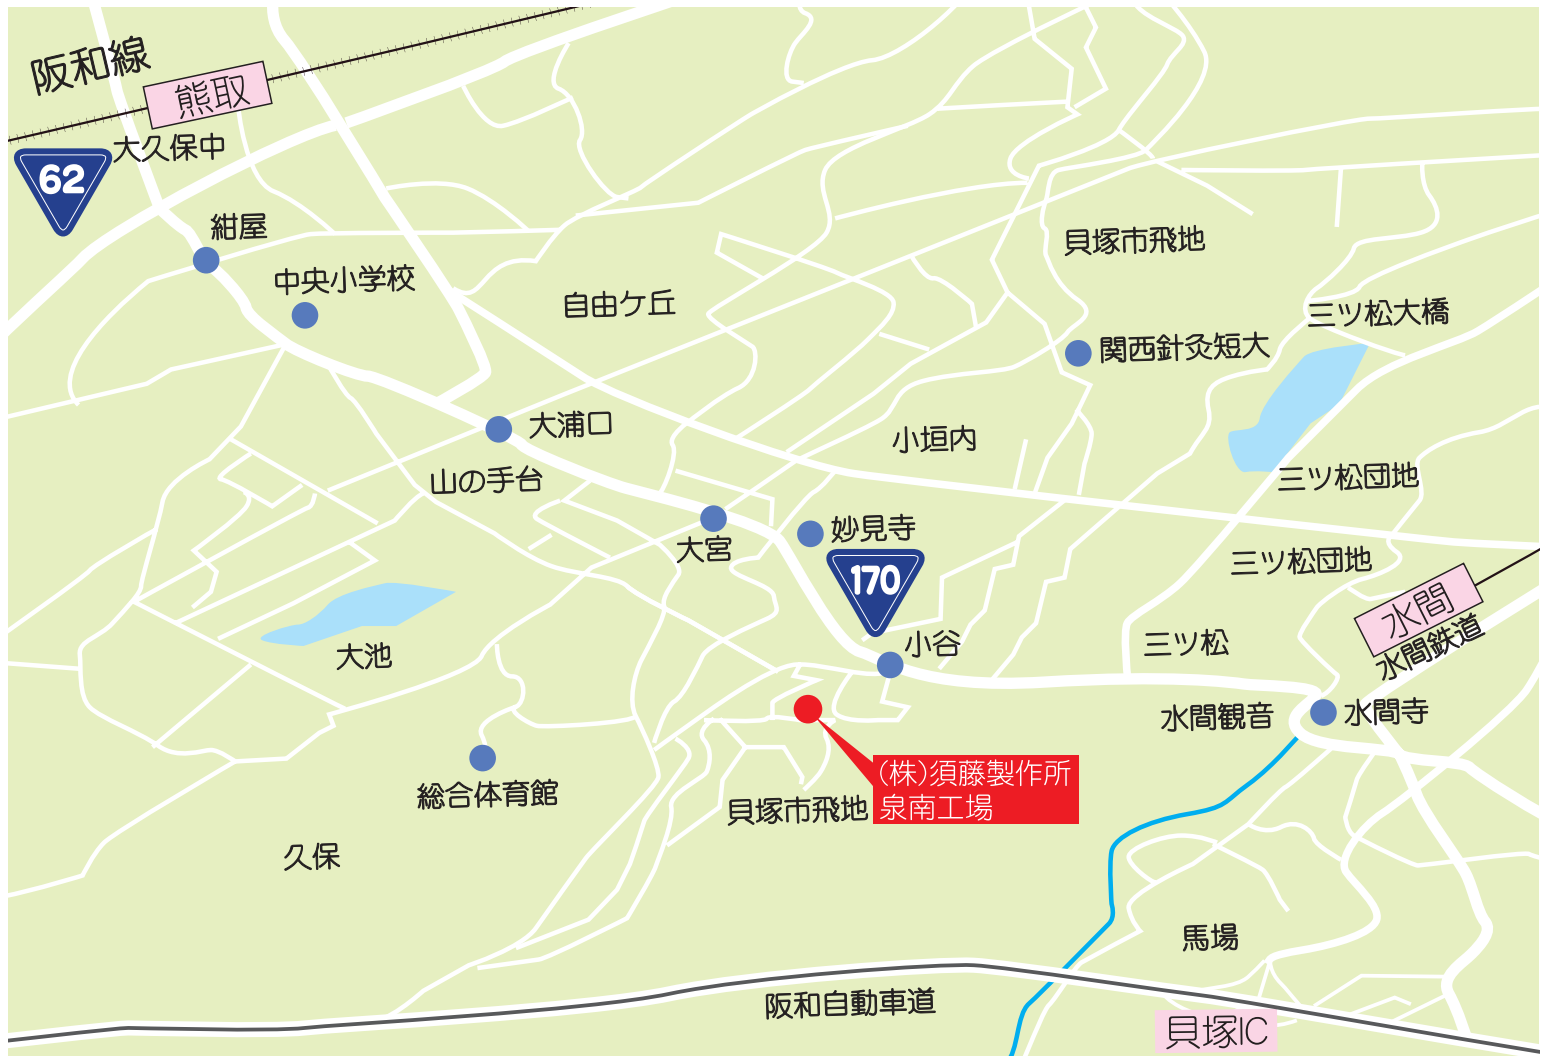 阪和線
熊取
大久保中
62
紺屋
中央小学校
自由ケ丘
貝塚市飛地
三ツ松大橋
関西針灸短大
大浦口
小垣内
山の手台
三ツ松団地
妙見寺
大宮
三ツ松団地
170
水間
水間鉄道
小谷
三ツ松
大池
水間観音
水間寺
(株)須藤製作所
泉南工場
総合体育館
貝塚市飛地
久保
馬場
阪和自動車道
貝塚IC